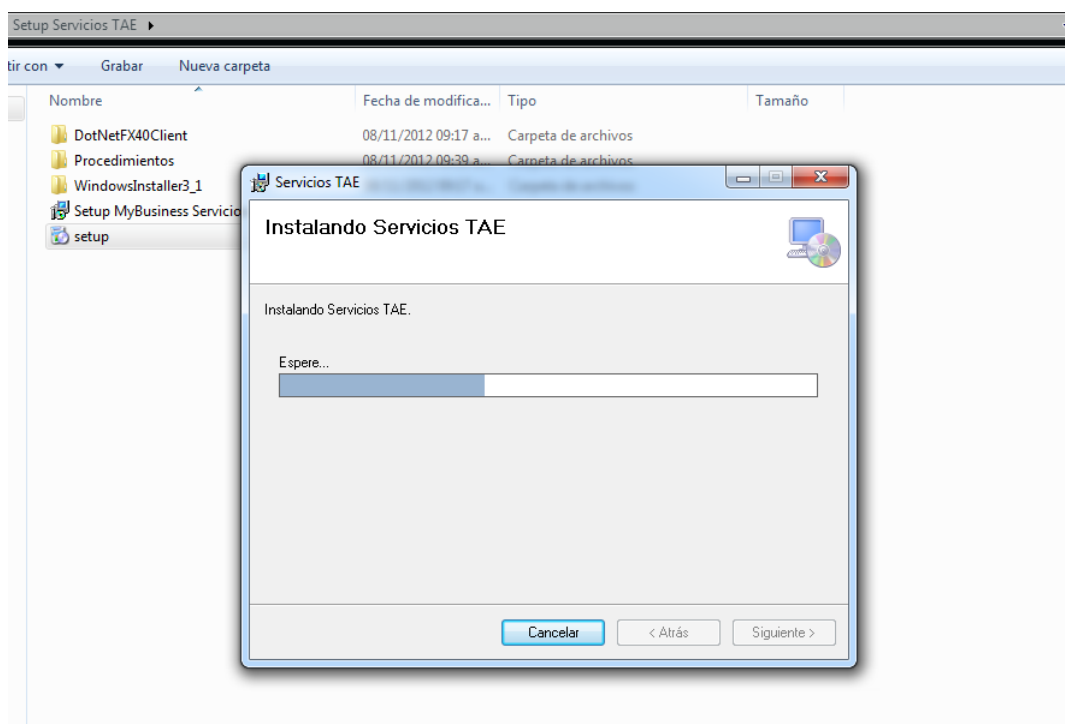 Setup Servicios TAE
tir con Grabar Nueva carpeta
Nombre Fecha de modifica... Tipo Tamaño
DotNetFX40Client 08/11/2012 09:17 a... Carpeta de archivos
Procedimientos 08/11/2012 09:39 a... Carpeta de archivos
WindowsInstaller3_1
Setup MyBusiness Servicio
setup
Servicios TAE
Instalando Servicios TAE
Instalando Servicios TAE.
Espere...
Cancelar < Atrás Siguiente >